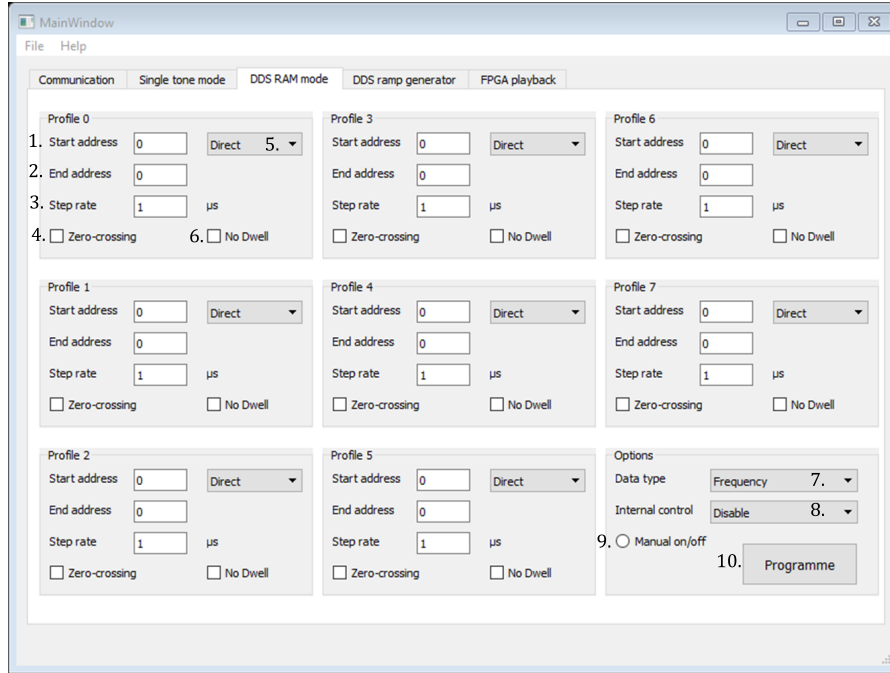 MainWindow
File Help
Communication Single tone mode DDS RAM mode DDS ramp generator FPGA playback
Profile 0
1. Start address 0 Direct 5.
2. End address 0
3. Step rate 1 µs
4. Zero-crossing 6. No Dwell
Profile 3
Start address 0 Direct
End address 0
Step rate 1 µs
Zero-crossing No Dwell
Profile 6
Start address 0 Direct
End address 0
Step rate 1 µs
Zero-crossing No Dwell
Profile 1
Start address 0 Direct
End address 0
Step rate 1 µs
Zero-crossing No Dwell
Profile 4
Start address 0 Direct
End address 0
Step rate 1 µs
Zero-crossing No Dwell
Profile 7
Start address 0 Direct
End address 0
Step rate 1 µs
Zero-crossing No Dwell
Profile 2
Start address 0 Direct
End address 0
Step rate 1 µs
Zero-crossing No Dwell
Profile 5
Start address 0 Direct
End address 0
Step rate 1 µs
Zero-crossing No Dwell
Options
Data type Frequency 7.
Internal control Disable 8.
9. Manual on/off
10. Programme